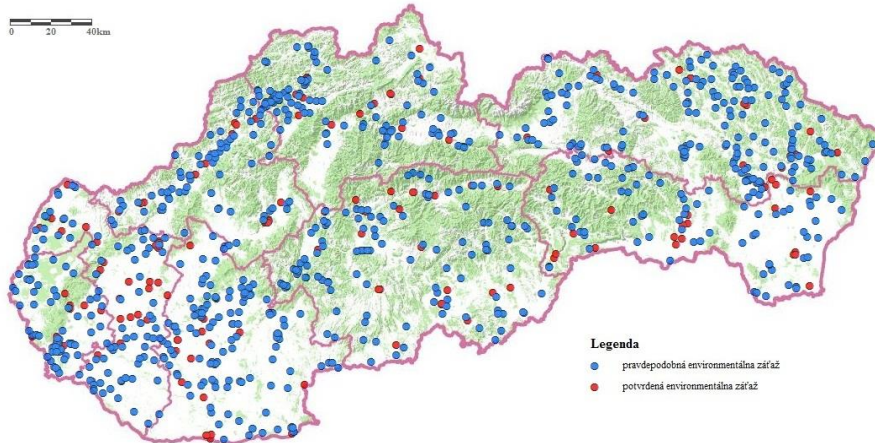 0 20 40km
Legenda
pravdepodobná environmentálna záťaž
potvrdená environmentálna záťaž